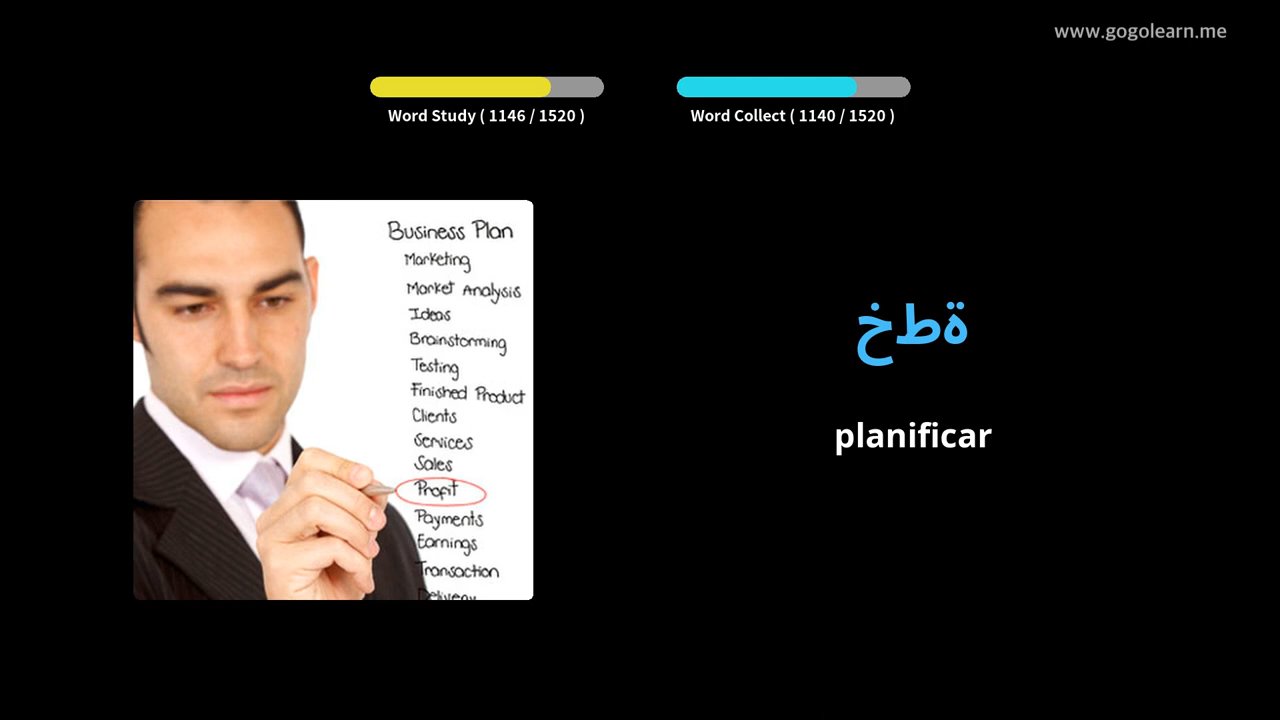 www.gogolearn.me
Word Study ( 1146 / 1520 )
Word Collect ( 1140 / 1520 )
Business Plan
Marketing
Market Analysis
Ideas
Brainstorming
Testing
Finished Product
Clients
Services
Sales
Profit
Payments
Earnings
Transaction
Delivery
خطة
planificar